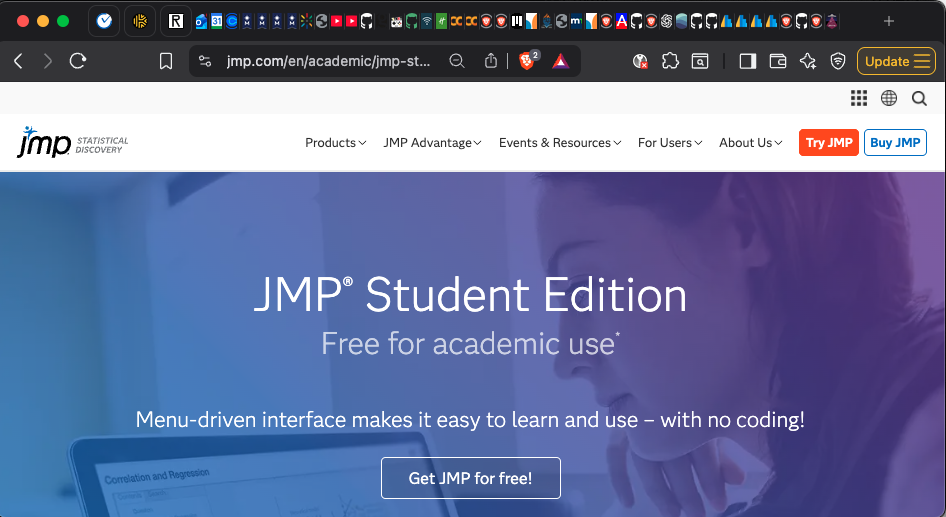 jmp.com/en/academic/jmp-st...
2
Update
jmp STATISTICAL DISCOVERY
Products
JMP Advantage
Events & Resources
For Users
About Us
Try JMP
Buy JMP
JMP® Student Edition
Free for academic use*
Menu-driven interface makes it easy to learn and use – with no coding!
Correlation and Regression
Get JMP for free!